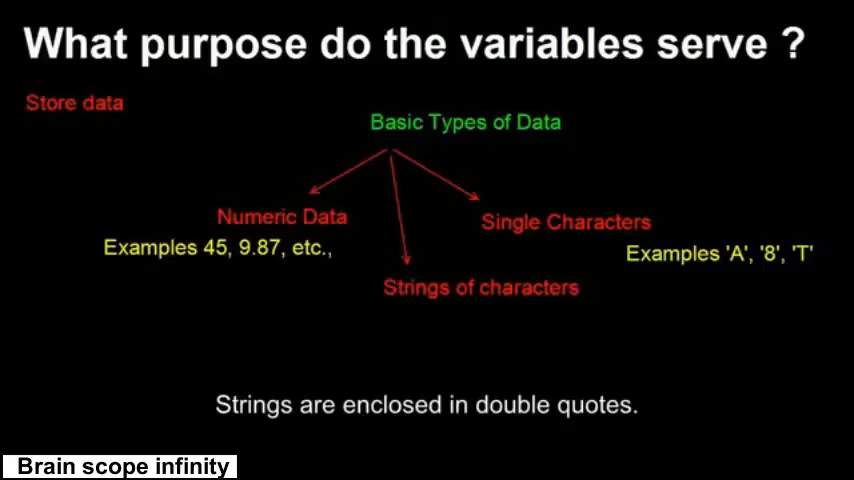 What purpose do the variables serve ?
Store data
Basic Types of Data
Numeric Data
Single Characters
Examples 45, 9.87, etc.,
Examples 'A', '8', 'T'
Strings of characters
Strings are enclosed in double quotes.
Brain scope infinity